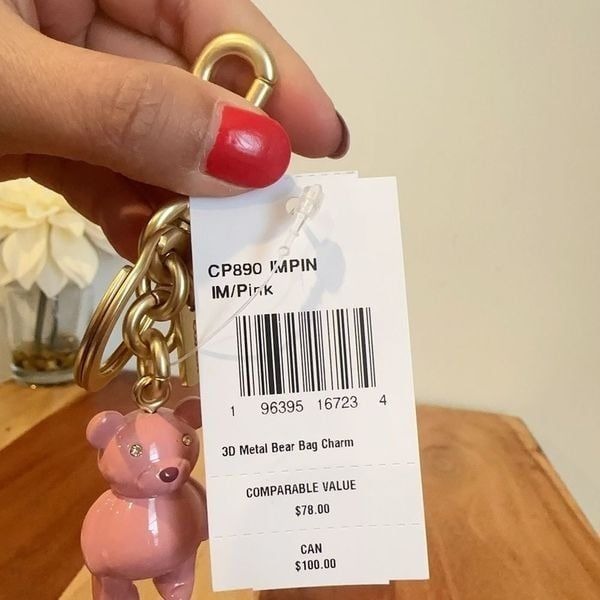 CP890 IMPIN
IM/Pink
1 96395 16723 4
3D Metal Bear Bag Charm
COMPARABLE VALUE
$78.00
CAN
$100.00